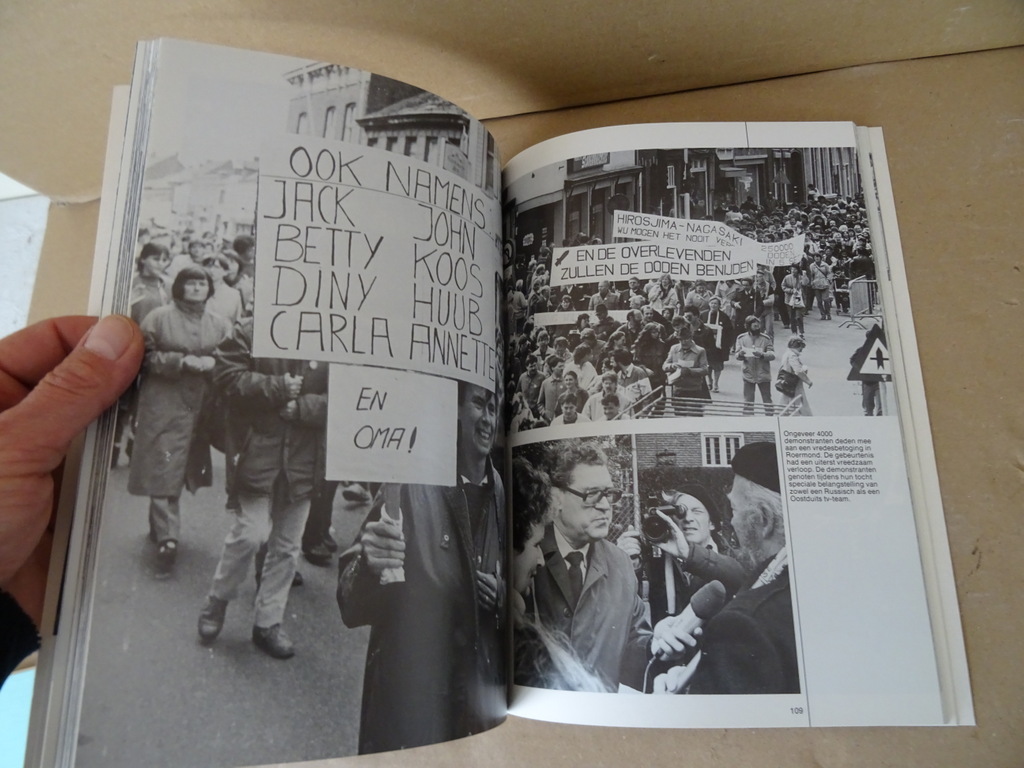 OOK NAMENS
JACK JOHN
BETTY KOOS
DINY HUUB
CARLA ANNETTE
EN
OMA!
HIROSJIMA-NAGASAKI
WIJ MOGEN HET NOOIT
EN DE OVERLEVENDEN
ZULLEN DE DODEN BENIJDEN
250000
DODEN
Ongeveer 4000
demonstranten deden mee
aan een vredesbetoging in
Roermond. De gebeurtenis
had een uiterst vreedzaam
verloop. De demonstranten
genoten tijdens hun tocht
speciale belangstelling van
zowel een Russisch als een
Oostduits tv-team.
109